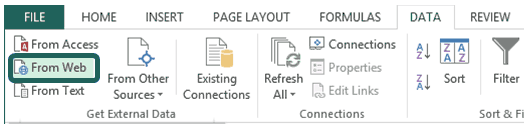 FILE HOME INSERT PAGE LAYOUT FORMULAS DATA REVIEW
From Access
From Web
From Text
From Other
Sources
Existing
Connections
Get External Data
Refresh
All
Connections
Properties
Edit Links
Connections
A
Z
Z
A
Z A
A Z
Sort
Filter
Sort & Fi